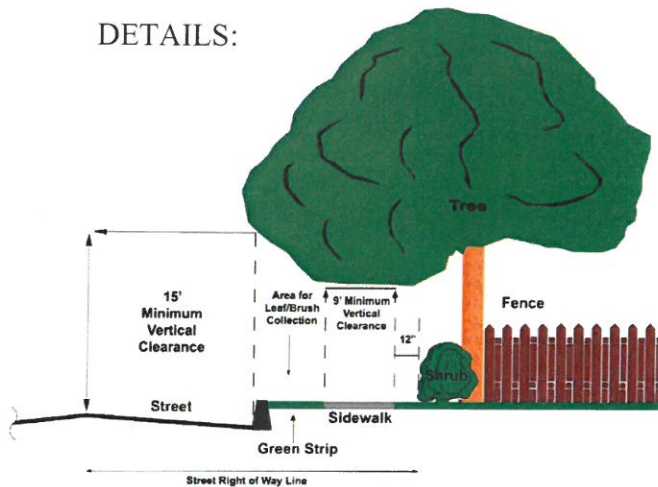 DETAILS:
Tree
15'
Minimum
Vertical
Clearance
Area for
Leaf/Brush
Collection
9' Minimum
Vertical
Clearance
12"
Fence
Shrub
Street
Sidewalk
Green Strip
Street Right of Way Line